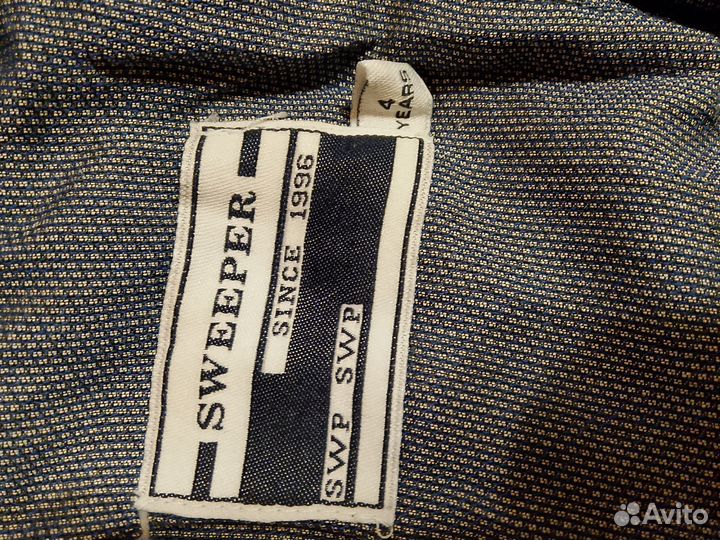 4
YEARS
SWEEPER
SINCE 1996
SWP SWP
Avito